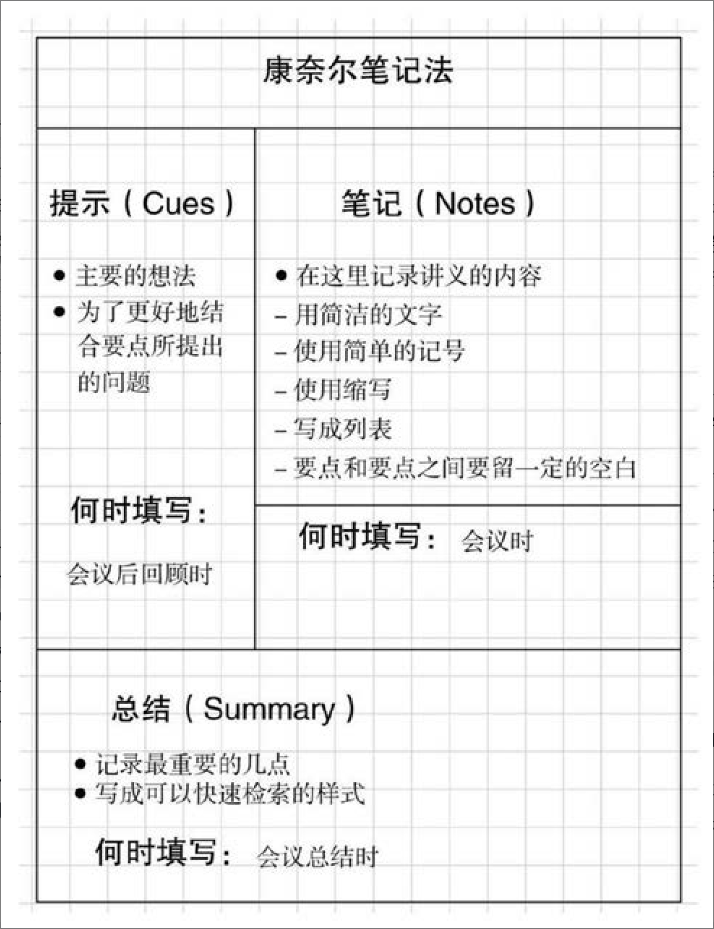 康奈尔笔记法
提示（Cues）
● 主要的想法
● 为了更好地结
合要点所提出
的问题
何时填写：
会议后回顾时
笔记（Notes）
● 在这里记录讲义的内容
– 用简洁的文字
– 使用简单的记号
– 使用缩写
– 写成列表
– 要点和要点之间要留一定的空白
何时填写： 会议时
总结（Summary）
● 记录最重要的几点
● 写成可以快速检索的样式
何时填写： 会议总结时